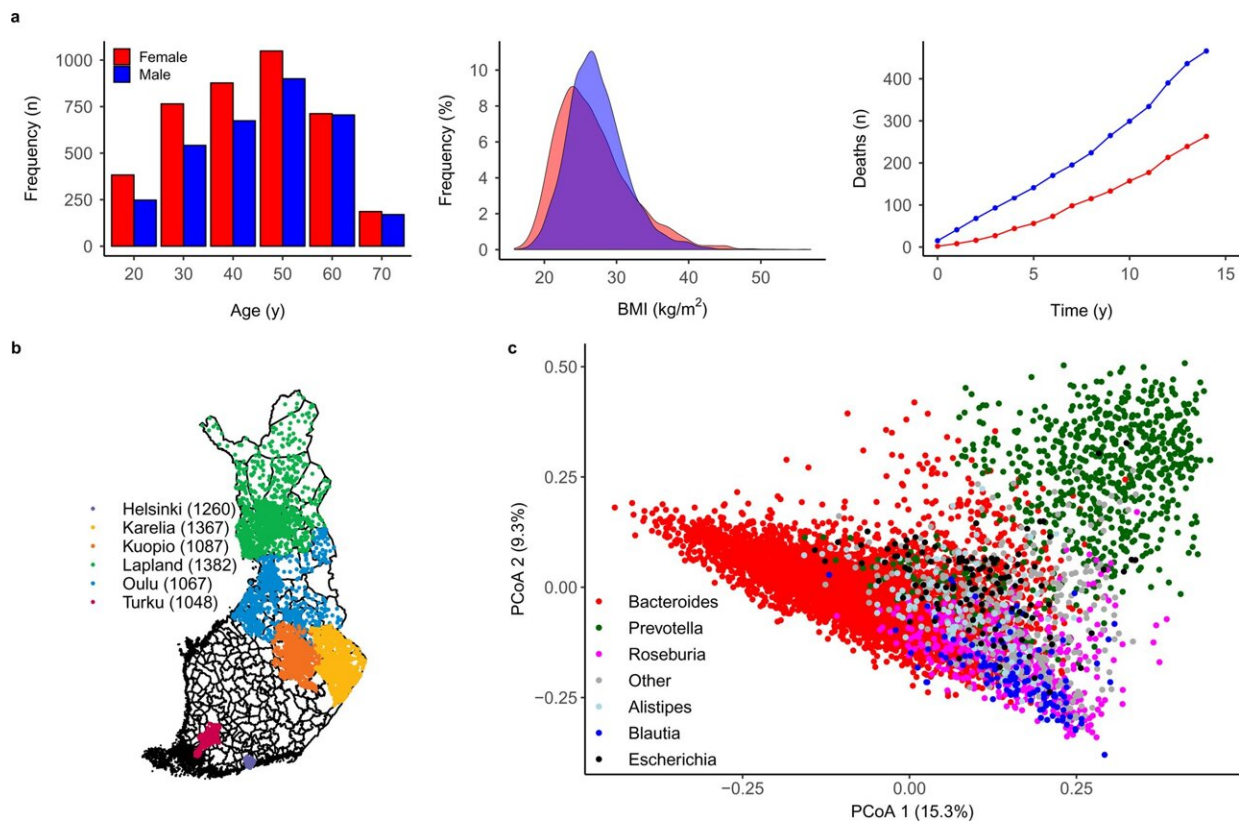 a
Female
Male
Frequency (n)
1000
750
500
250
0
20 30 40 50 60 70
Age (y)
Frequency (%)
10
8
6
4
2
0
20 30 40 50
BMI (kg/m²)
Deaths (n)
400
300
200
100
0
0 5 10 15
Time (y)
b
Helsinki (1260)
Karelia (1367)
Kuopio (1087)
Lapland (1382)
Oulu (1067)
Turku (1048)
c
PCoA 2 (9.3%)
0.50
0.25
0.00
−0.25
Bacteroides
Prevotella
Roseburia
Other
Alistipes
Blautia
Escherichia
−0.25 0.00 0.25
PCoA 1 (15.3%)